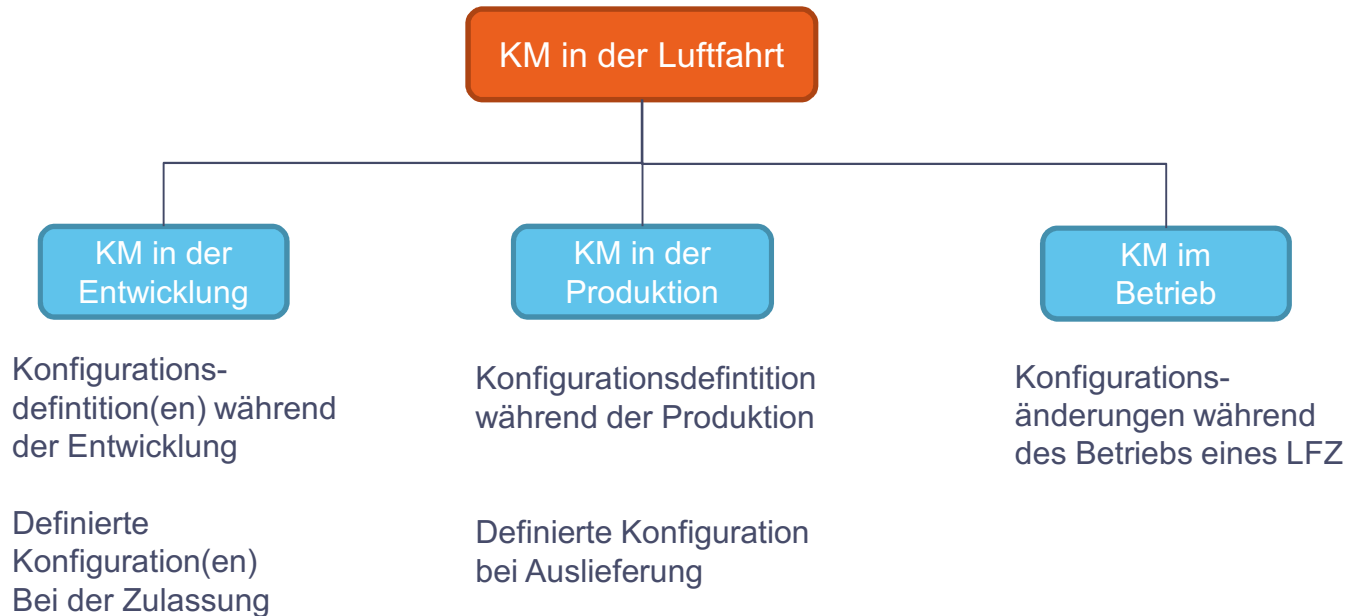 KM in der Luftfahrt
KM in der
Entwicklung
Konfigurations-
defintition(en) während
der Entwicklung
Definierte
Konfiguration(en)
Bei der Zulassung
KM in der
Produktion
Konfigurationsdefintition
während der Produktion
Definierte Konfiguration
bei Auslieferung
KM im
Betrieb
Konfigurations-
änderungen während
des Betriebs eines LFZ